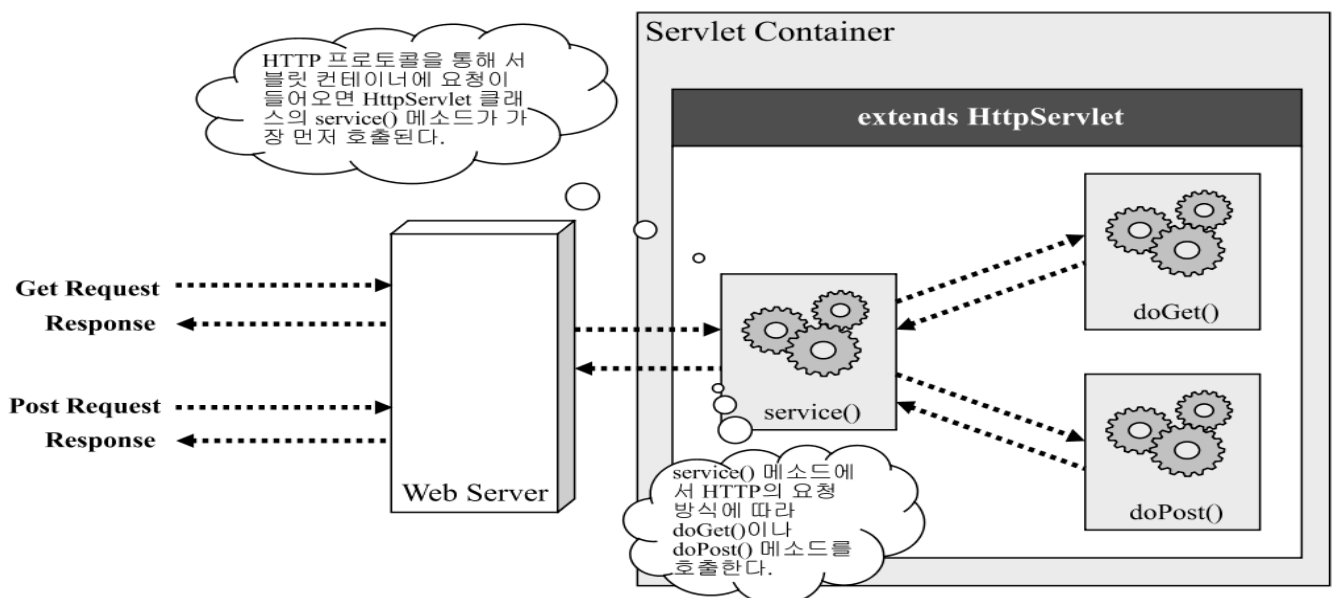 HTTP 프로토콜을 통해 서
블릿 컨테이너에 요청이
들어오면 HttpServlet 클래
스의 service() 메소드가 가
장 먼저 호출된다.
Servlet Container
extends HttpServlet
Get Request
Response
Post Request
Response
Web Server
service()
doGet()
doPost()
service() 메소드에
서 HTTP의 요청
방식에 따라
doGet()이나
doPost() 메소드를
호출한다.